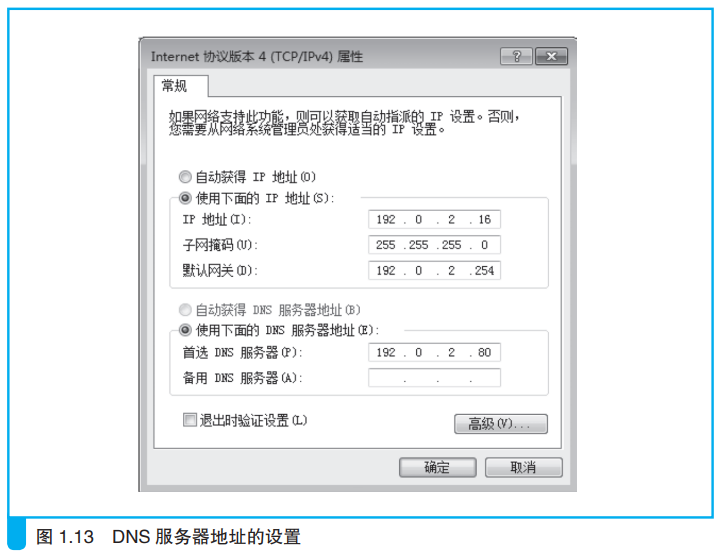 Internet 协议版本 4 (TCP/IPv4) 属性
常规
如果网络支持此功能，则可以获取自动指派的 IP 设置。否则，
您需要从网络系统管理员处获得适当的 IP 设置。
自动获得 IP 地址(O)
使用下面的 IP 地址(S):
IP 地址(I): 192 . 0 . 2 . 16
子网掩码(U): 255 .255 .255 . 0
默认网关(D): 192 . 0 . 2 .254
自动获得 DNS 服务器地址(B)
使用下面的 DNS 服务器地址(E):
首选 DNS 服务器(P): 192 . 0 . 2 . 80
备用 DNS 服务器(A): . . .
退出时验证设置(L)
高级(V)...
确定 取消
图 1.13 DNS 服务器地址的设置